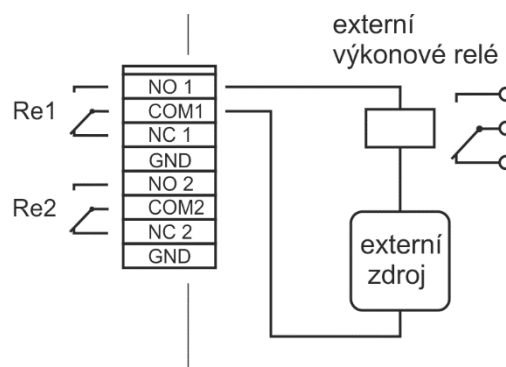 externí
výkonové relé
Re1
NO 1
COM1
NC 1
GND
Re2
NO 2
COM2
NC 2
GND
externí
zdroj